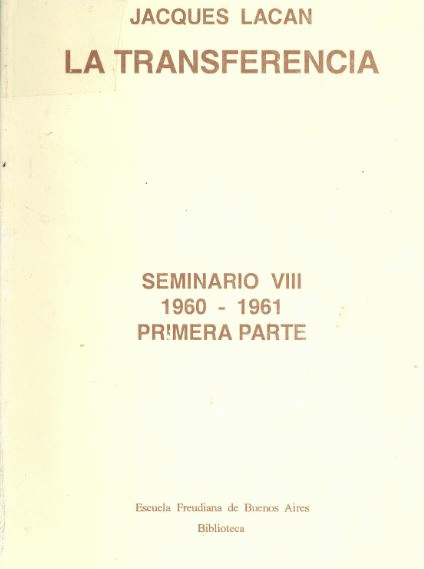 JACQUES LACAN
LA TRANSFERENCIA
SEMINARIO VIII
1960 - 1961
PRIMERA PARTE
Escuela Freudiana de Buenos Aires
Biblioteca